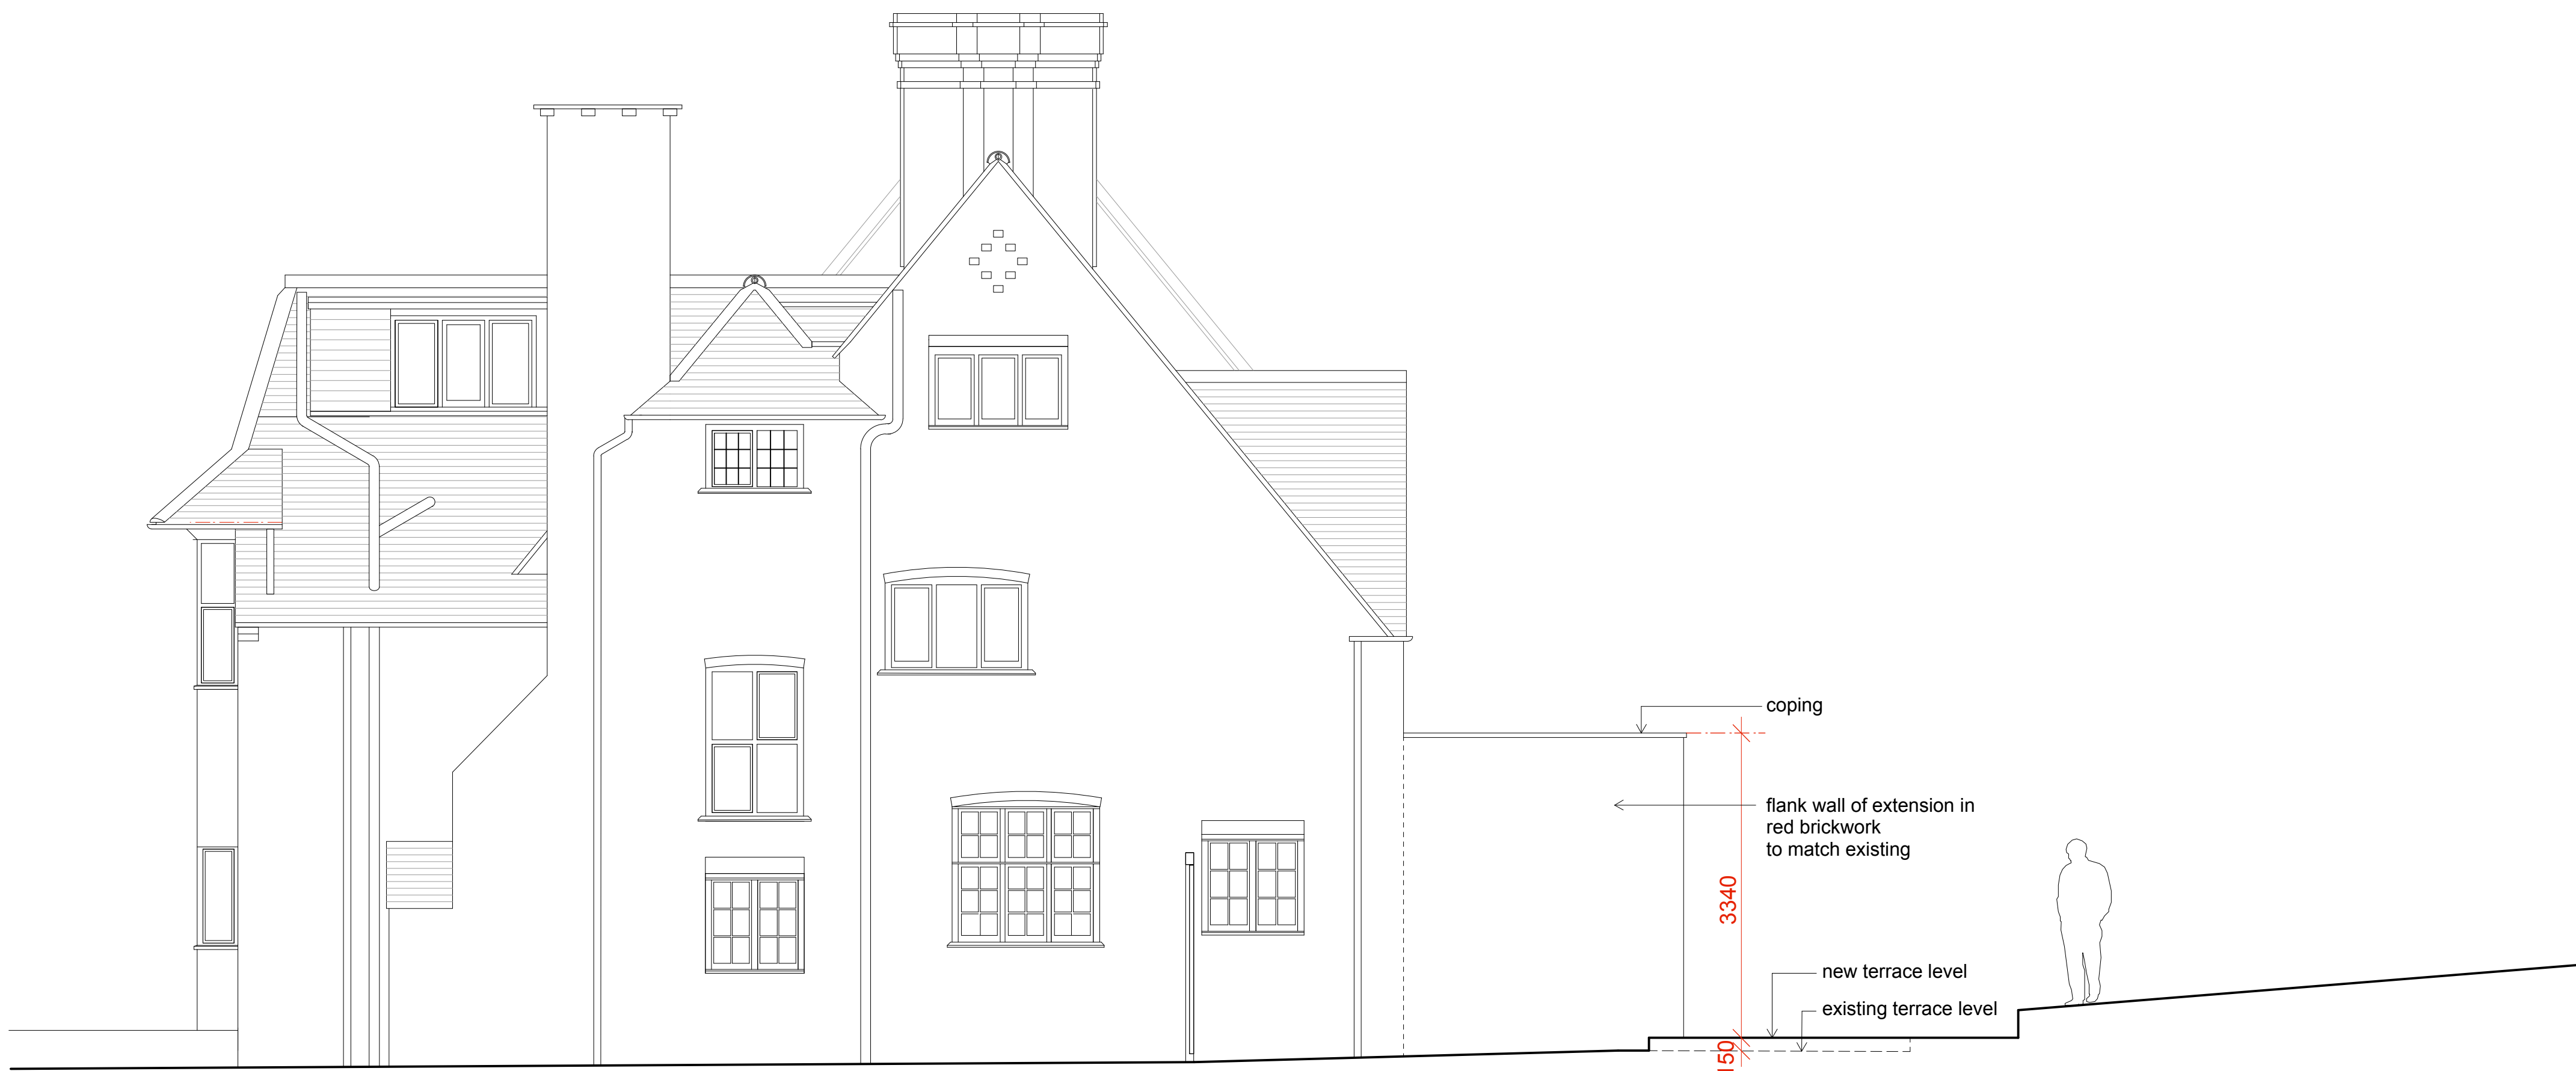 coping
flank wall of extension in
red brickwork
to match existing
3340
new terrace level
existing terrace level
150